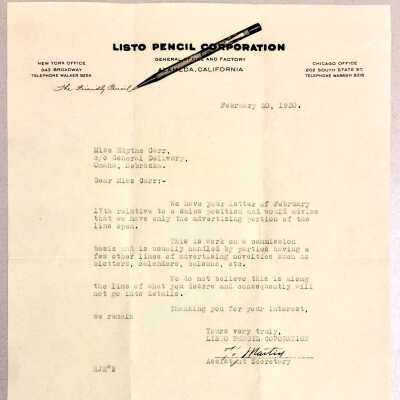 LISTO PENCIL CORPORATION
GENERAL OFFICE AND FACTORY
ALAMEDA, CALIFORNIA
NEW YORK OFFICE
343 BROADWAY
TELEPHONE WALKER
CHICAGO OFFICE
202 SOUTH STATE ST.
TELEPHONE WABASH
The Friendly Pencil
February 20, 1930.
Miss Edythe Carr,
c/o General Delivery,
Omaha, Nebraska.
Dear Miss Carr:-
We have your letter of February
17th relative to a sales position and would advise
that we have only the advertising portion of the
line open.
This is work on a commission
basis and is usually handled by parties having a
few other lines of advertising novelties such as
blotters, calendars, etc.
We do not believe this is along
the line of what you desire and consequently will
not go into details.
Thanking you for your interest,
we remain
Yours very truly,
LISTO PENCIL CORPORATION
Martin
Assistant Secretary